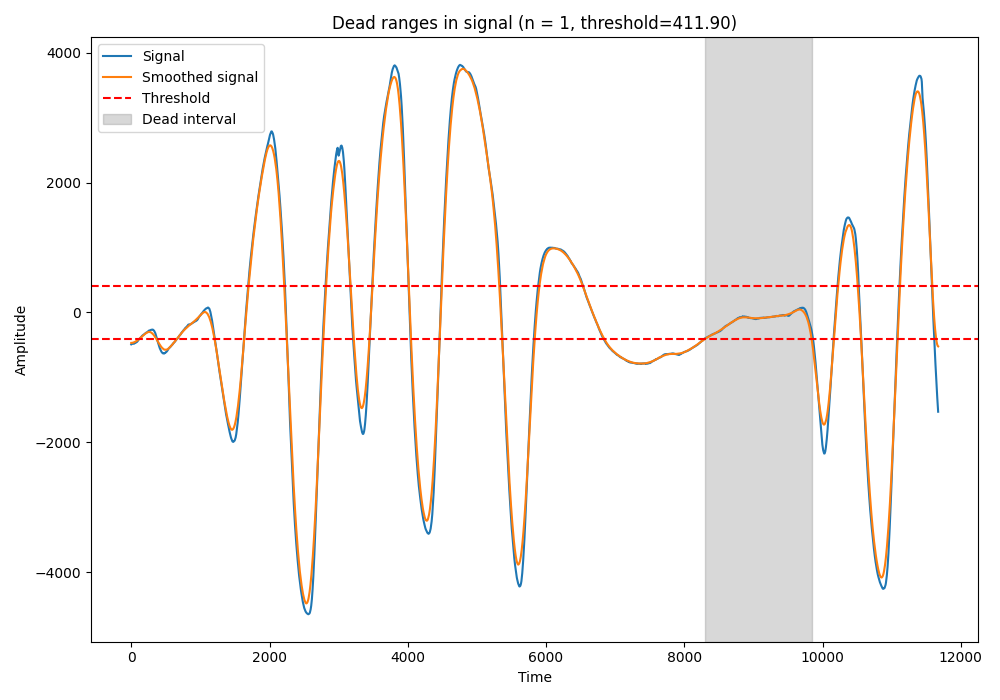 Dead ranges in signal (n = 1, threshold=411.90)
Signal
Smoothed signal
Threshold
Dead interval
Amplitude
4000
2000
0
−2000
−4000
0 2000 4000 6000 8000 10000 12000
Time